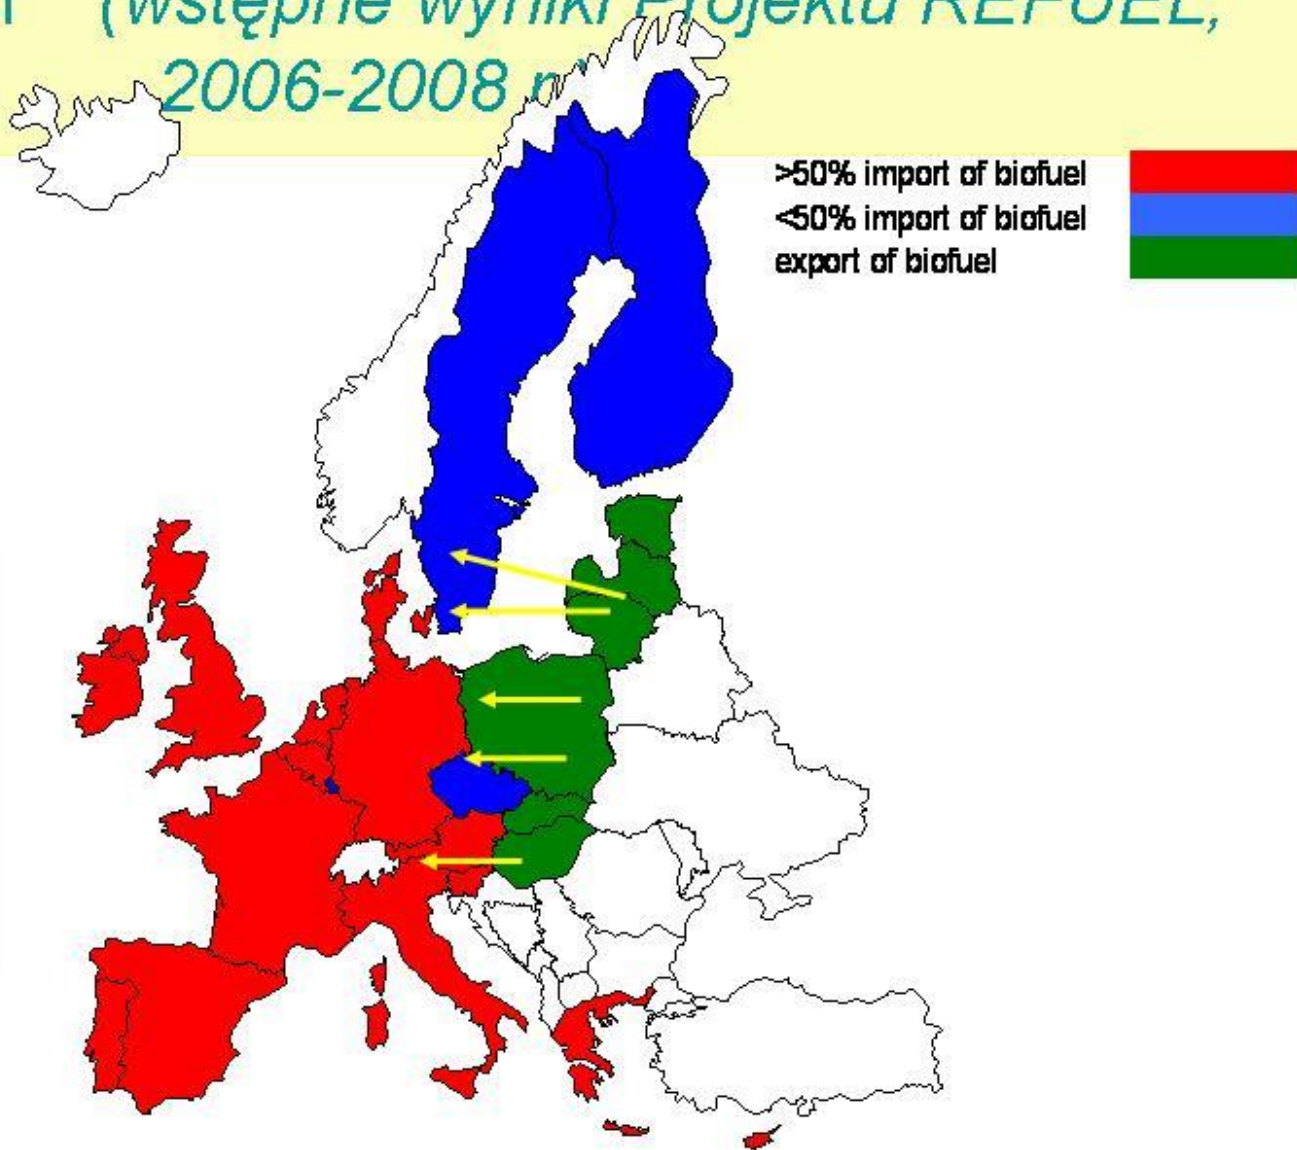 (wstępne wyniki Projektu REFUEL,
2006-2008
>50% import of biofuel
<50% import of biofuel
export of biofuel